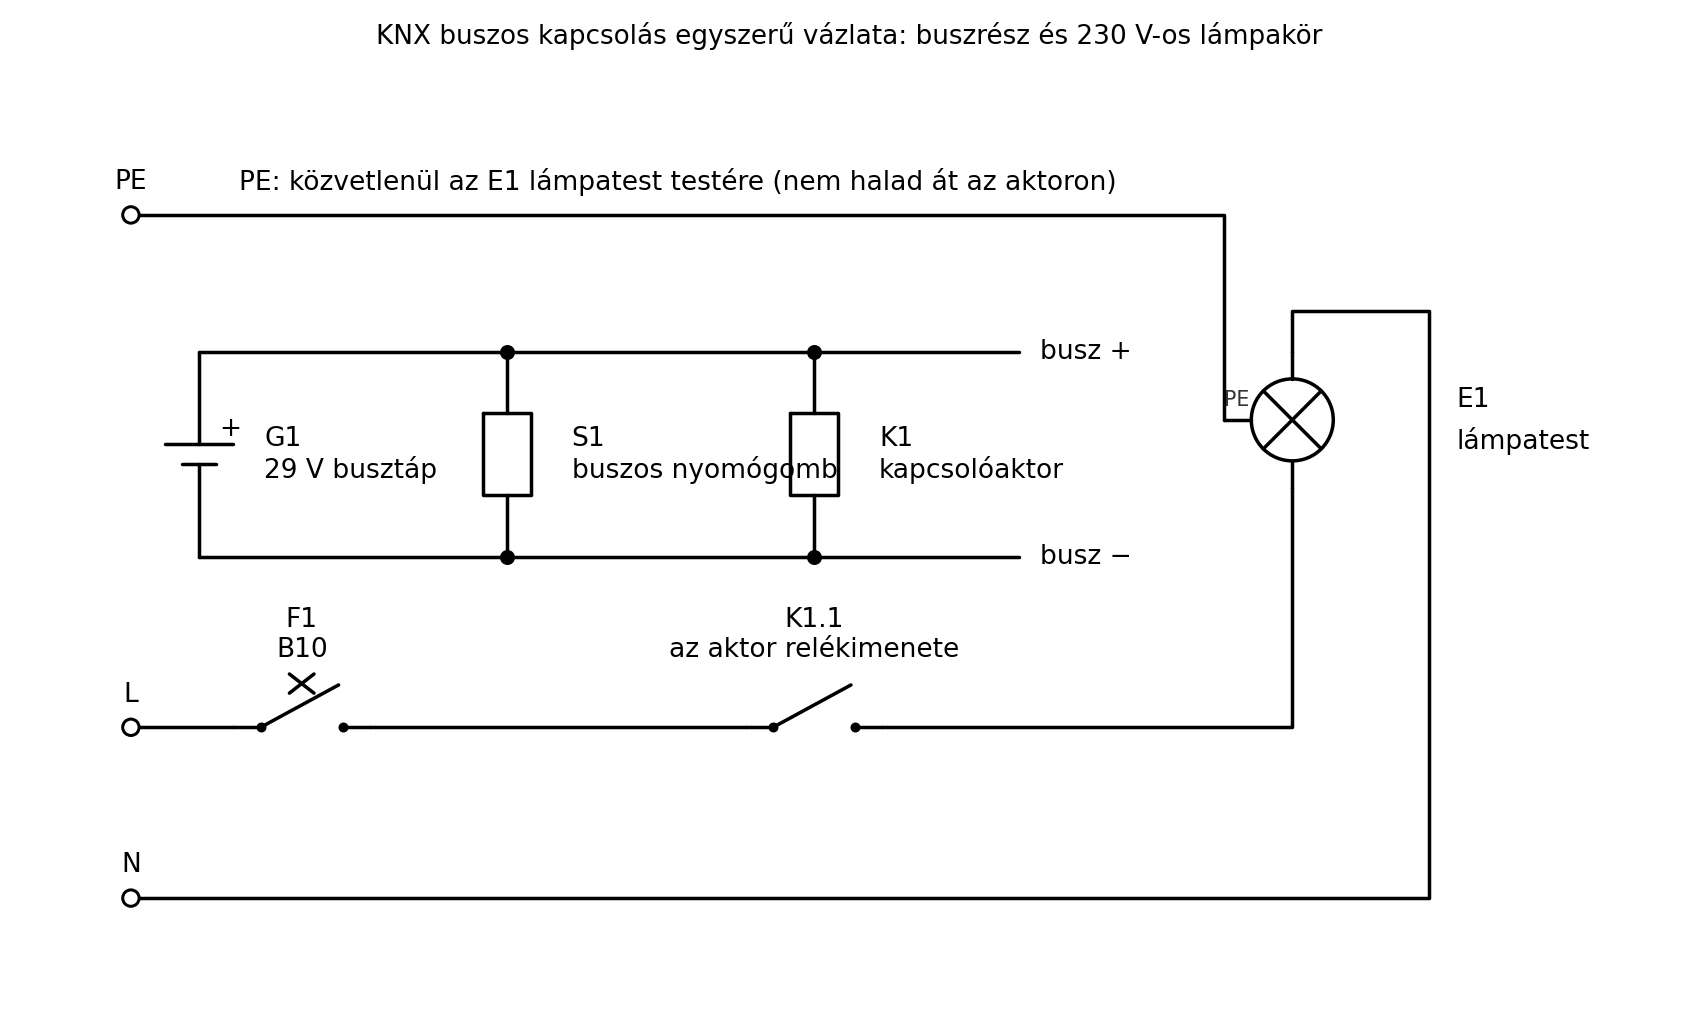 KNX buszos kapcsolás egyszerű vázlata: buszrész és 230 V-os lámpakör
PE
PE: közvetlenül az E1 lámpatest testére (nem halad át az aktoron)
busz +
PE
E1
lámpatest
+
G1
29 V busztáp
S1
buszos nyomógomb
K1
kapcsolóaktor
busz −
F1
B10
K1.1
az aktor relékimenete
L
N